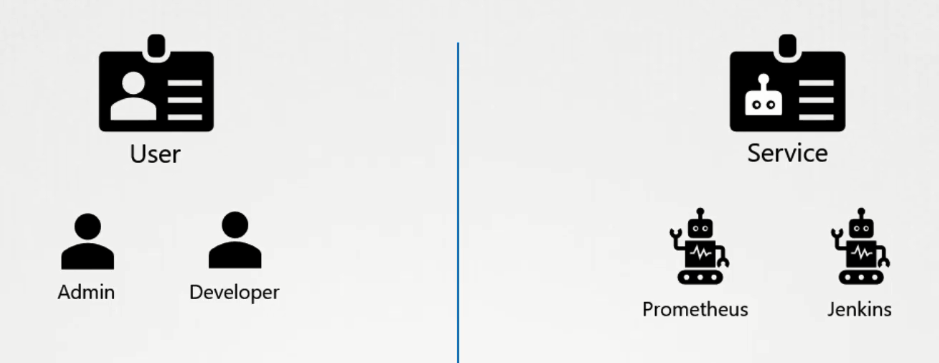 User
Service
Admin
Developer
Prometheus
Jenkins